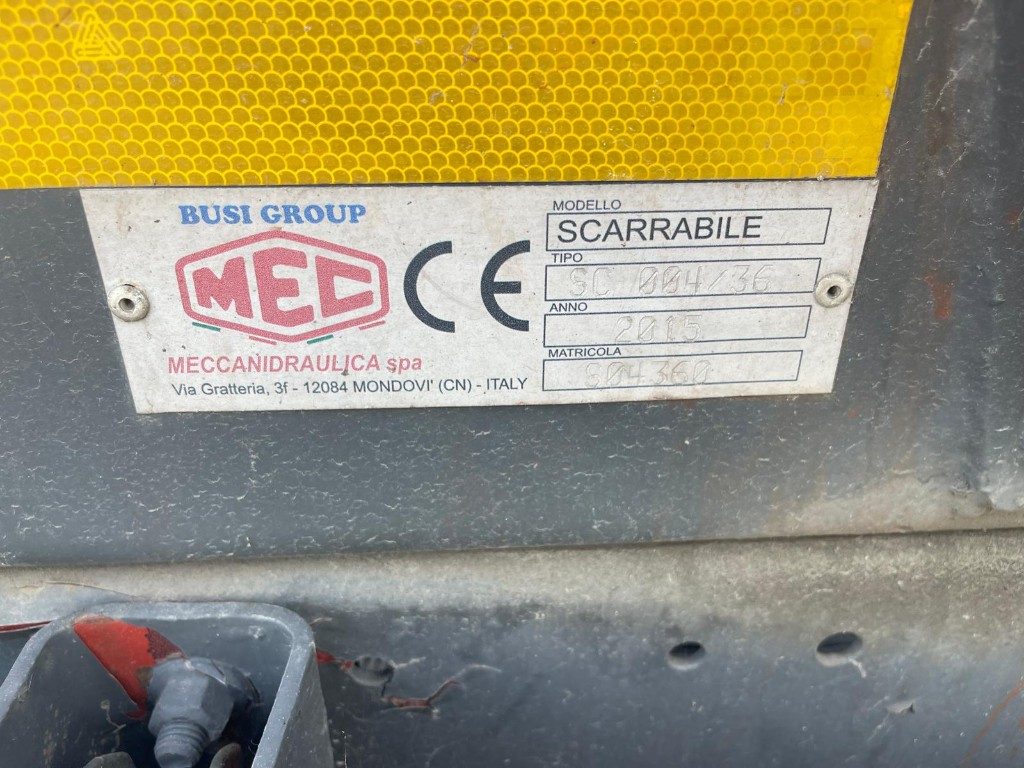 BUSI GROUP
MEC
MECCANIDRAULICA spa
Via Gratteria, 3f - 12084 MONDOVI' (CN) - ITALY
CE
MODELLO
SCARRABILE
TIPO
SC 004/36
ANNO
2015
MATRICOLA
804360